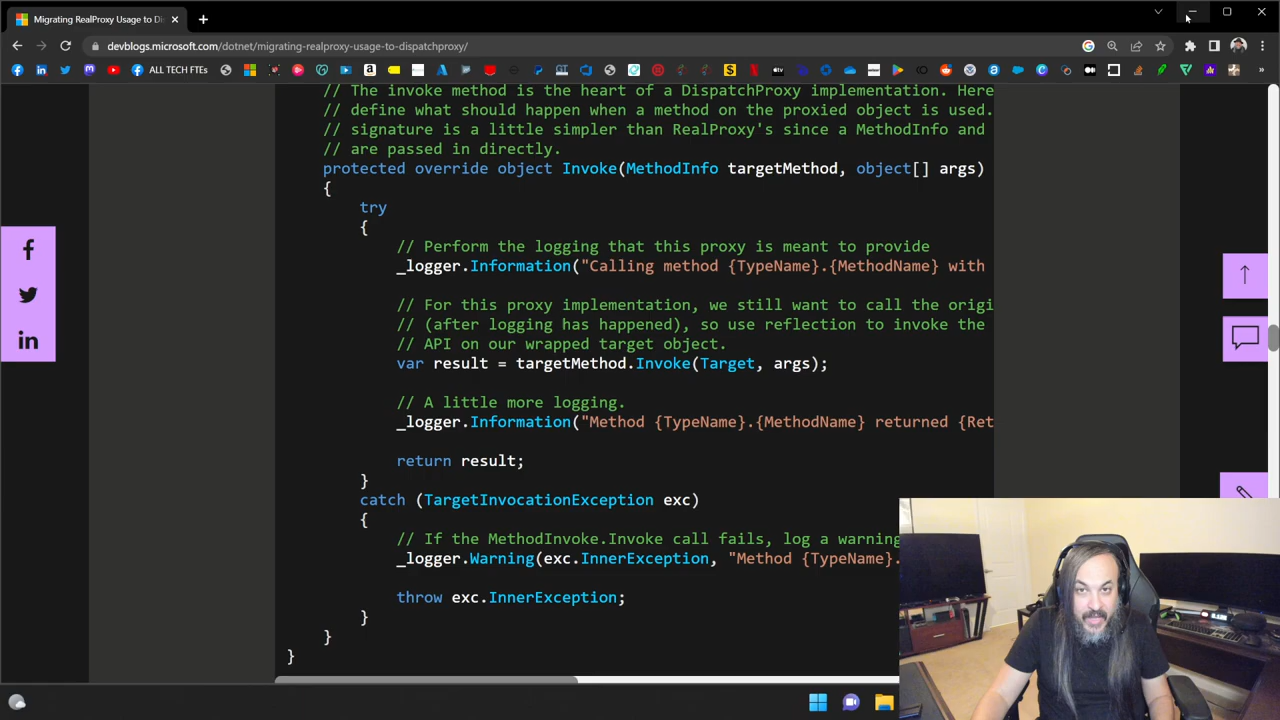 Migrating RealProxy Usage to Di
devblogs.microsoft.com/dotnet/migrating-realproxy-usage-to-dispatchproxy/
ALL TECH FTEs
// The invoke method is the heart of a DispatchProxy implementation. Here
// define what should happen when a method on the proxied object is used.
// signature is a little simpler than RealProxy's since a MethodInfo and
// are passed in directly.
protected override object Invoke(MethodInfo targetMethod, object[] args)
{
try
{
// Perform the logging that this proxy is meant to provide
_logger.Information("Calling method {TypeName}.{MethodName} with
// For this proxy implementation, we still want to call the origi
// (after logging has happened), so use reflection to invoke the
// API on our wrapped target object.
var result = targetMethod.Invoke(Target, args);
// A little more logging.
_logger.Information("Method {TypeName}.{MethodName} returned {Ret
return result;
}
catch (TargetInvocationException exc)
{
// If the MethodInvoke.Invoke call fails, log a warning
_logger.Warning(exc.InnerException, "Method {TypeName}.
throw exc.InnerException;
}
}
}